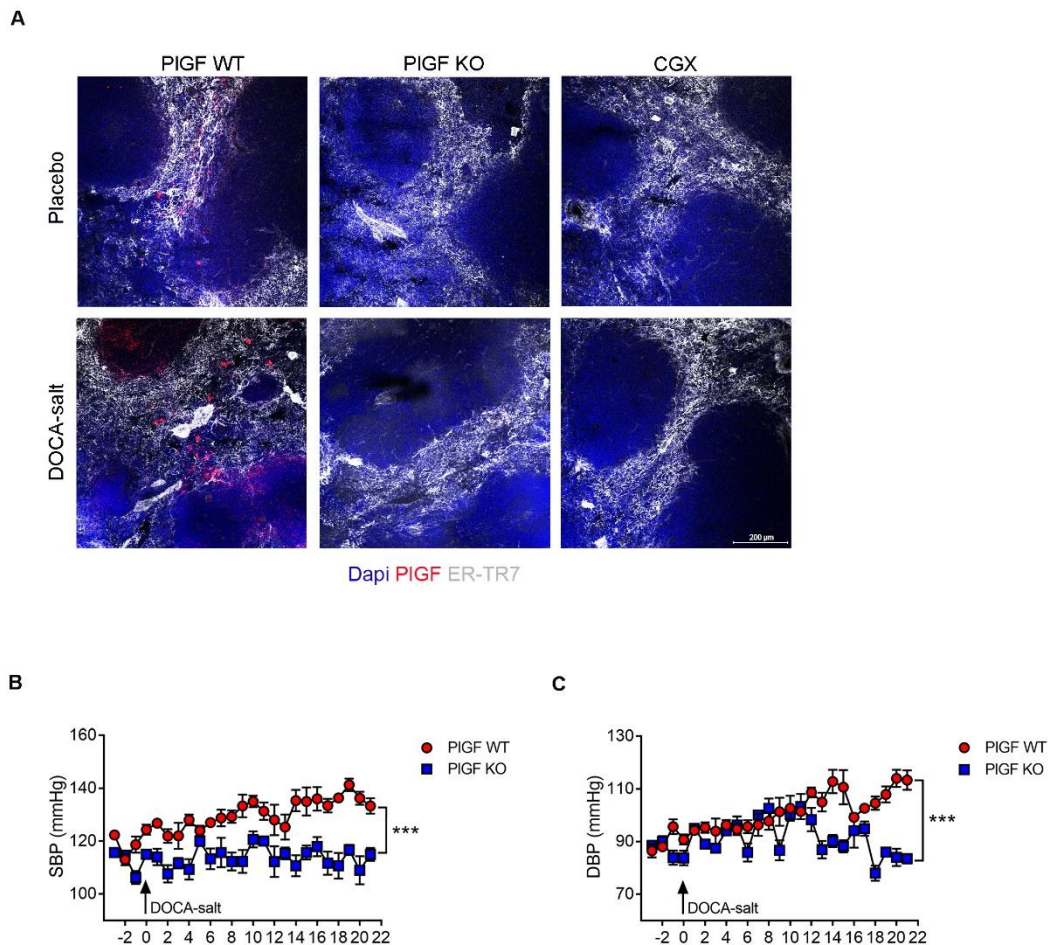 A
PlGF WT PlGF KO CGX
Placebo
DOCA-salt
200 µm
Dapi PlGF ER-TR7
B
SBP (mmHg)
160
140
120
100
DOCA-salt
-2 0 2 4 6 8 10 12 14 16 18 20 22
PlGF WT
PlGF KO
***
C
DBP (mmHg)
130
110
90
70
DOCA-salt
-2 0 2 4 6 8 10 12 14 16 18 20 22
PlGF WT
PlGF KO
***